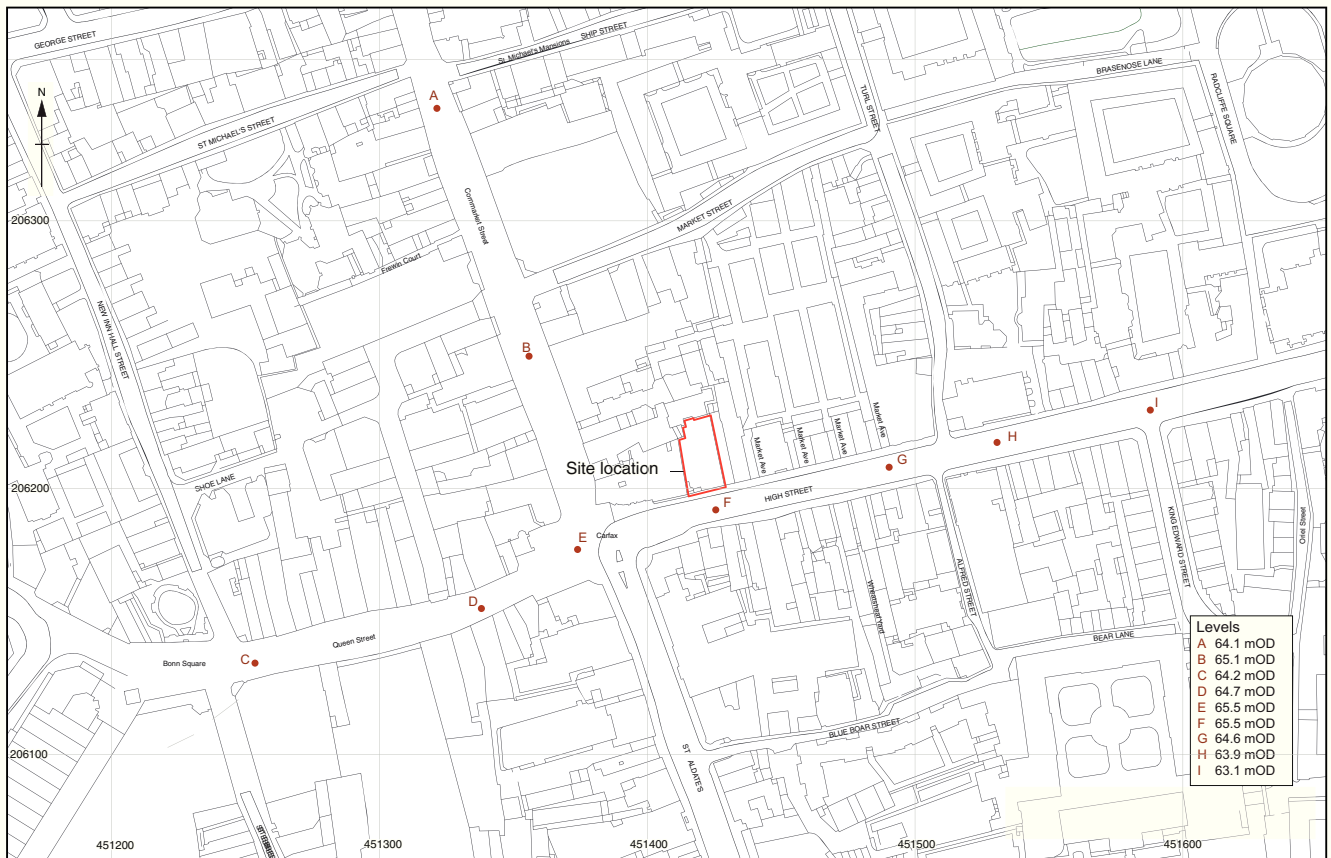 GEORGE STREET
St. Michael's Mansions
SHIP STREET
N
A
ST MICHAEL'S STREET
TURL STREET
BRASENOSE LANE
RADCLIFFE SQUARE
206300
Cornmarket Street
MARKET STREET
Frewin Court
NEW INN HALL STREET
B
I
Market Ave
Market Ave
Market Ave
Market Ave
H
G
Site location
SHOE LANE
206200
HIGH STREET
F
E
Carfax
KING EDWARD STREET
Oriel Street
ALFRED STREET
Wheatsheaf Yard
D
Queen Street
BEAR LANE
Bonn Square
C
BLUE BOAR STREET
ST ALDATE'S
206100
Levels
A 64.1 mOD
B 65.1 mOD
C 64.2 mOD
D 64.7 mOD
E 65.5 mOD
F 65.5 mOD
G 64.6 mOD
H 63.9 mOD
I 63.1 mOD
451200
451300
451400
451500
451600